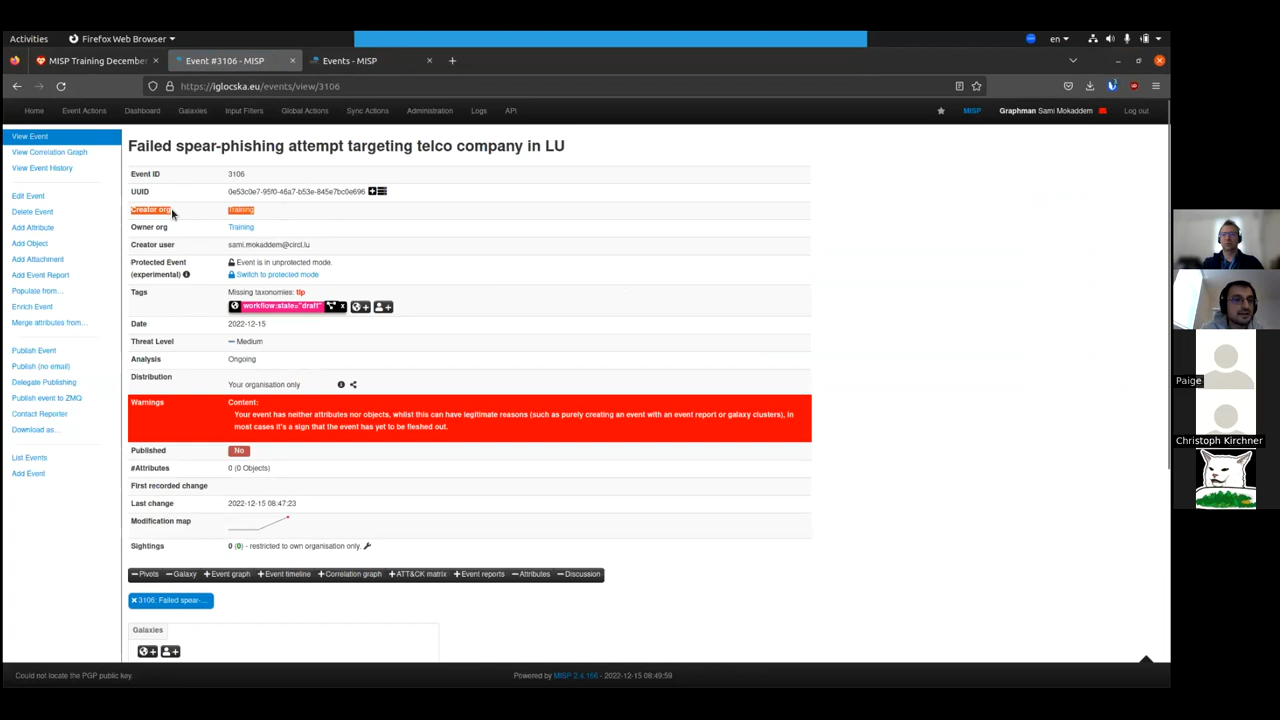 Activities Firefox Web Browser en
MISP Training December Event #3106 - MISP Events - MISP
https://iglocska.eu/events/view/3106
Home Event Actions Dashboard Galaxies Input Filters Global Actions Sync Actions Administration Logs API MISP Graphman Sami Mokaddem Log out
View Event
View Correlation Graph
View Event History
Edit Event
Delete Event
Add Attribute
Add Object
Add Attachment
Add Event Report
Populate from...
Enrich Event
Merge attributes from...
Publish Event
Publish (no email)
Delegate Publishing
Publish event to ZMQ
Contact Reporter
Download as...
List Events
Add Event
Failed spear-phishing attempt targeting telco company in LU
Event ID 3106
UUID 0e53c0e7-95f0-46a7-b53e-845e7bc0e696
Creator org Training
Owner org Training
Creator user sami.mokaddem@circl.lu
Protected Event (experimental) Event is in unprotected mode.
Switch to protected mode
Tags Missing taxonomies: tlp
workflow:state="draft" x
Date 2022-12-15
Threat Level Medium
Analysis Ongoing
Distribution Your organisation only
Warnings Content:
Your event has neither attributes nor objects, whilst this can have legitimate reasons (such as purely creating an event with an event report or galaxy clusters), in
most cases it's a sign that the event has yet to be fleshed out.
Published No
#Attributes 0 (0 Objects)
First recorded change
Last change 2022-12-15 08:47:23
Modification map
Sightings 0 (0) - restricted to own organisation only.
Pivots Galaxy Event graph Event timeline Correlation graph ATT&CK matrix Event reports Attributes Discussion
3106: Failed spear-...
Galaxies
Could not locate the PGP public key. Powered by MISP 2.4.166 - 2022-12-15 08:49:59
Paige
Christoph Kirchner